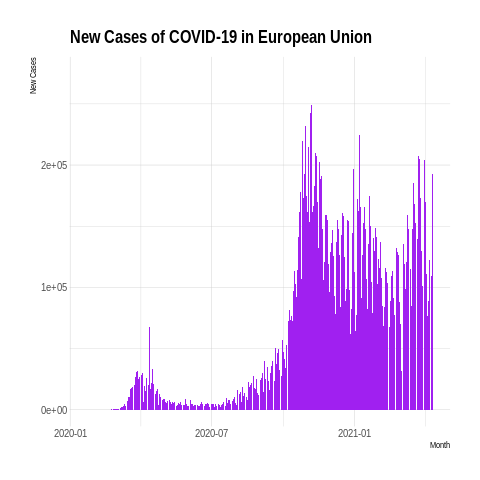 New Cases of COVID-19 in European Union
New Cases
2e+05
1e+05
0e+00
2020-01
2020-07
2021-01
Month